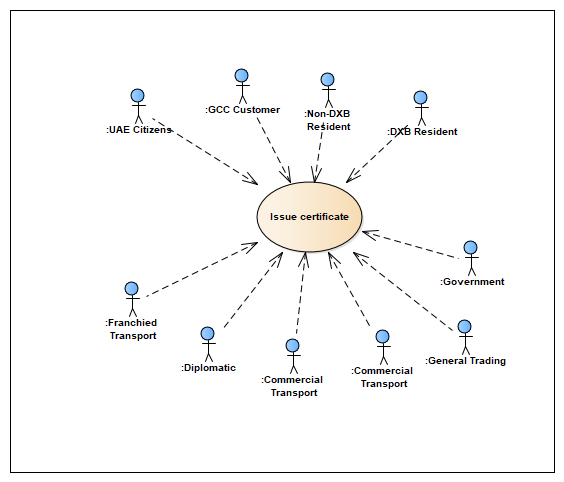 :UAE Citizens
:GCC Customer
:Non-DXB
Resident
:DXB Resident
Issue certificate
:Government
:Franchied
Transport
:Diplomatic
:Commercial
Transport
:Commercial
Transport
:General Trading